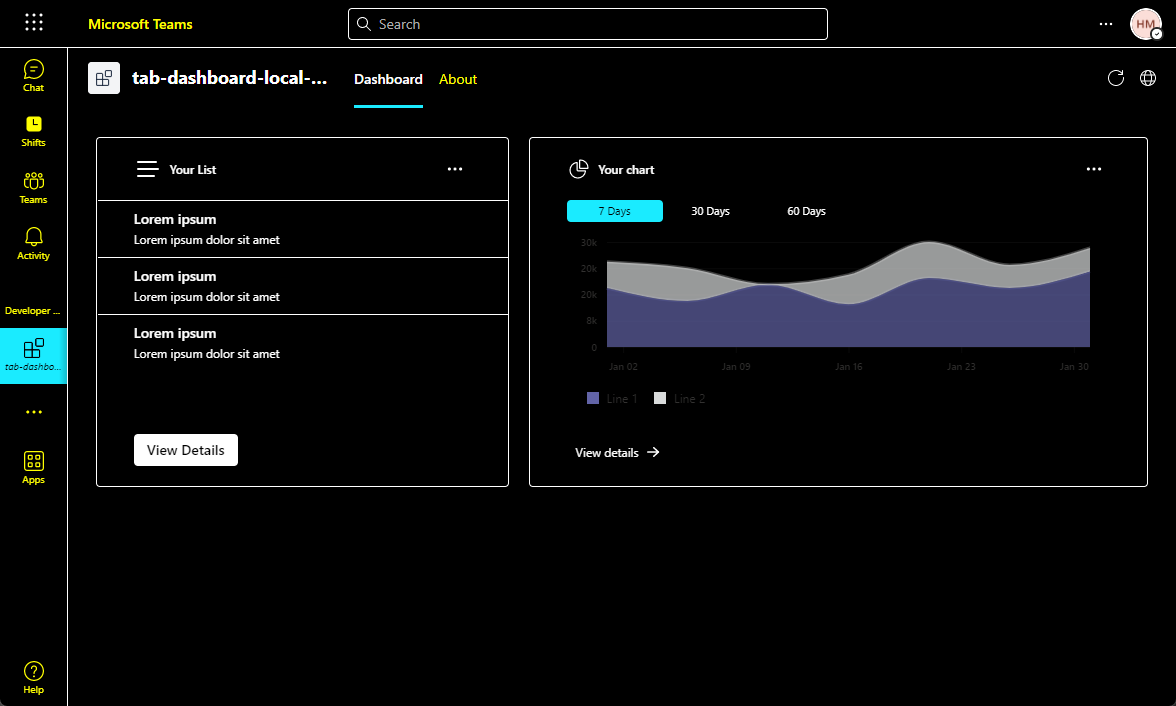 Microsoft Teams
Search
HM
Chat
Shifts
Teams
Activity
Developer ...
tab-dashbo...
Apps
Help
tab-dashboard-local-...
Dashboard
About
Your List
Lorem ipsum
Lorem ipsum dolor sit amet
Lorem ipsum
Lorem ipsum dolor sit amet
Lorem ipsum
Lorem ipsum dolor sit amet
View Details
Your chart
7 Days 30 Days 60 Days
30k
20k
20k
8k
0
Jan 02 Jan 09 Jan 16 Jan 23 Jan 30
Line 1 Line 2
View details